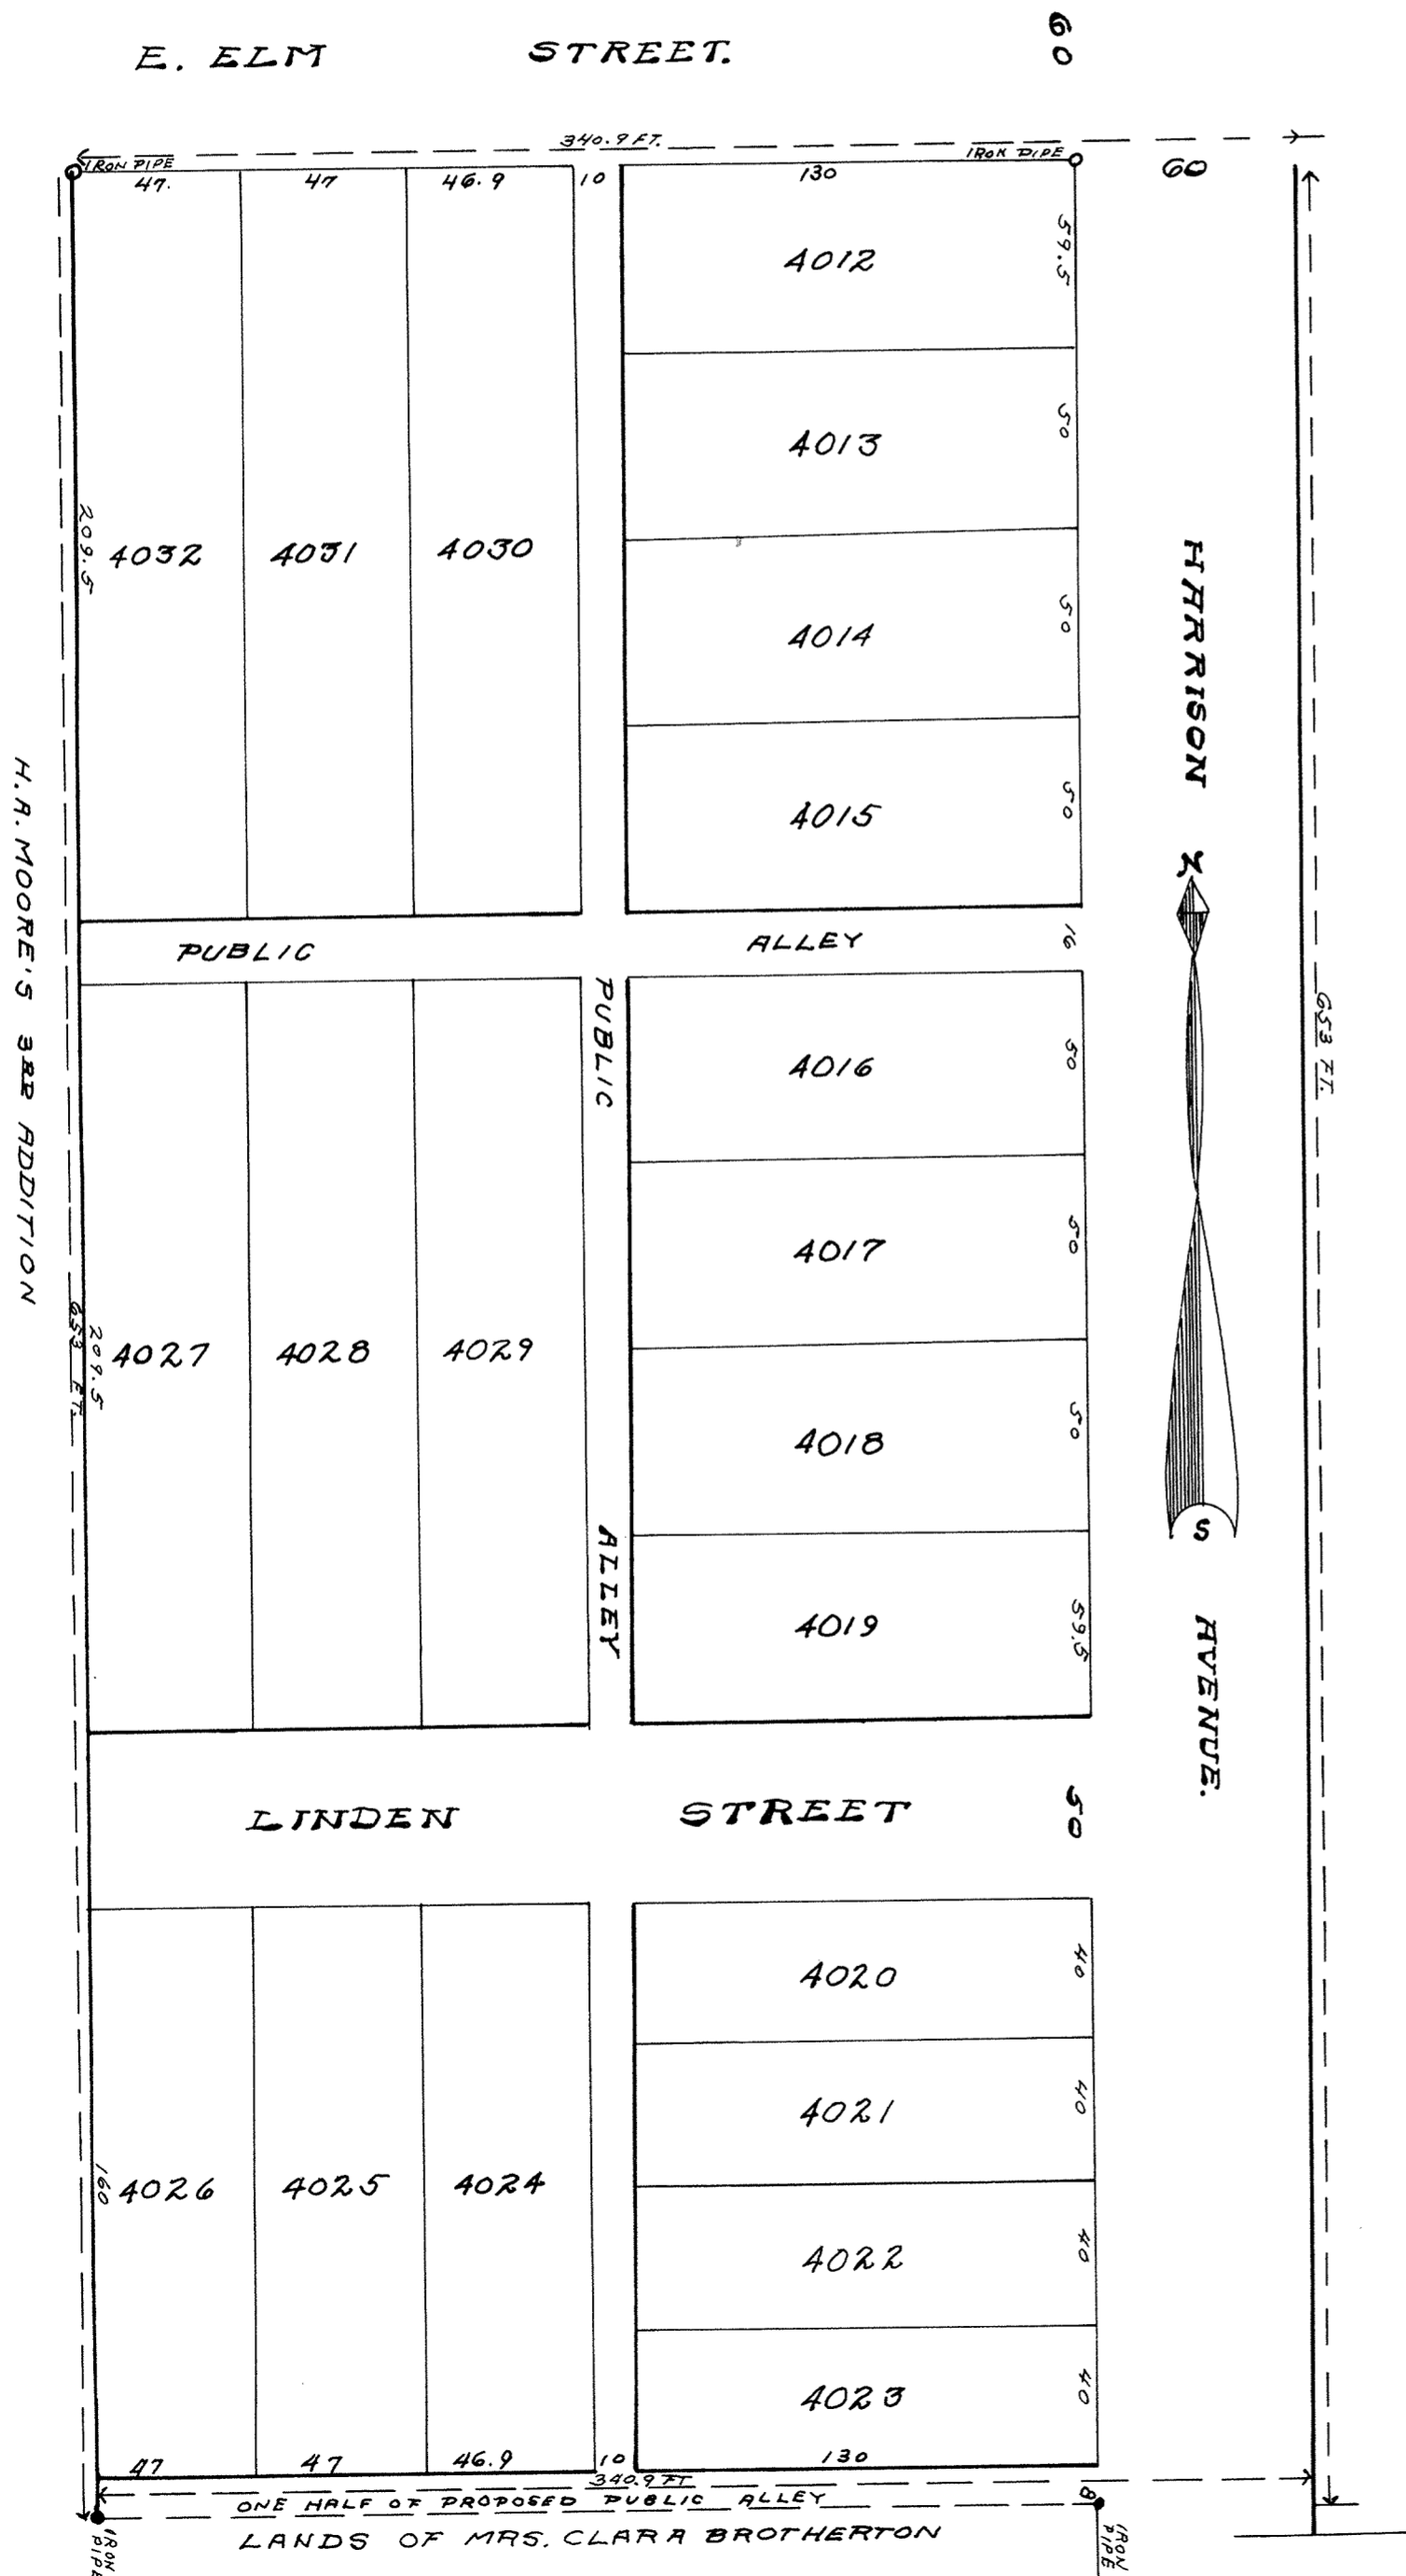 E. ELM STREET. 60
340.9 FT.
IRON PIPE IRON PIPE
47. 47 46.9 10 130 60
4012 59.5
4013 50
4032 4031 4030
209.5
4014 50
4015 50
HARRISON AVENUE.
N
S
653 FT.
H.A. MOORE'S 3RD ADDITION
PUBLIC ALLEY 16
PUBLIC ALLEY
4016 50
4017 50
4027 4028 4029
209.5
653 FT.
4018 50
4019 59.5
LINDEN STREET 50
4020 40
4021 40
160 4026 4025 4024
4022 40
4023 40
47 47 46.9 10 130
340.9 FT
ONE HALF OF PROPOSED PUBLIC ALLEY 8
LANDS OF MRS. CLARA BROTHERTON
IRON PIPE
IRON PIPE